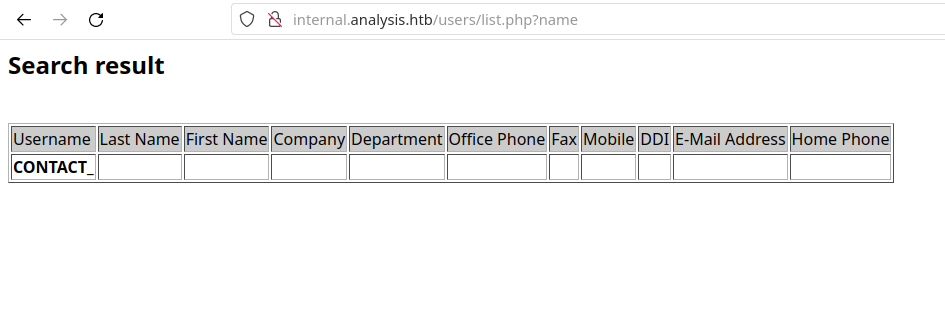 internal.analysis.htb/users/list.php?name
Search result
Username Last Name First Name Company Department Office Phone Fax Mobile DDI E-Mail Address Home Phone
CONTACT_